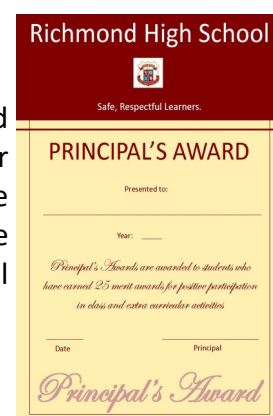 Richmond High School
Safe, Respectful Learners.
PRINCIPAL'S AWARD
Presented to:
Year:
Principal's Awards are awarded to students who
have earned 25 merit awards for positive participation
in class and extra curricular activities
Date Principal
Principal's Award